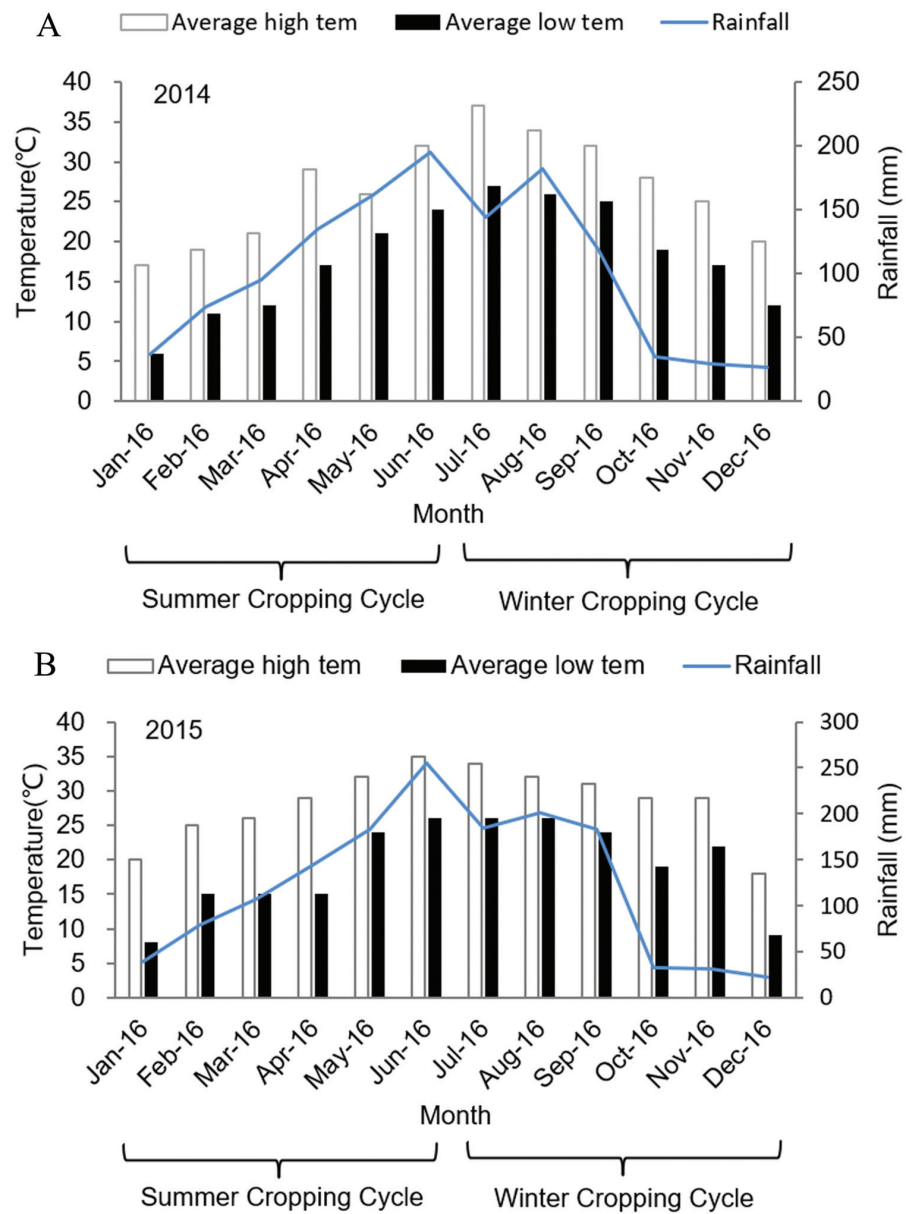 A
Average high tem Average low tem Rainfall
2014
Temperature(℃)
40
35
30
25
20
15
10
5
0
250
200
150
100
50
0
Rainfall (mm)
Jan-16 Feb-16 Mar-16 Apr-16 May-16 Jun-16 Jul-16 Aug-16 Sep-16 Oct-16 Nov-16 Dec-16
Month
Summer Cropping Cycle Winter Cropping Cycle
B
Average high tem Average low tem Rainfall
2015
Temperature(℃)
40
35
30
25
20
15
10
5
0
300
250
200
150
100
50
0
Rainfall (mm)
Jan-16 Feb-16 Mar-16 Apr-16 May-16 Jun-16 Jul-16 Aug-16 Sep-16 Oct-16 Nov-16 Dec-16
Month
Summer Cropping Cycle Winter Cropping Cycle